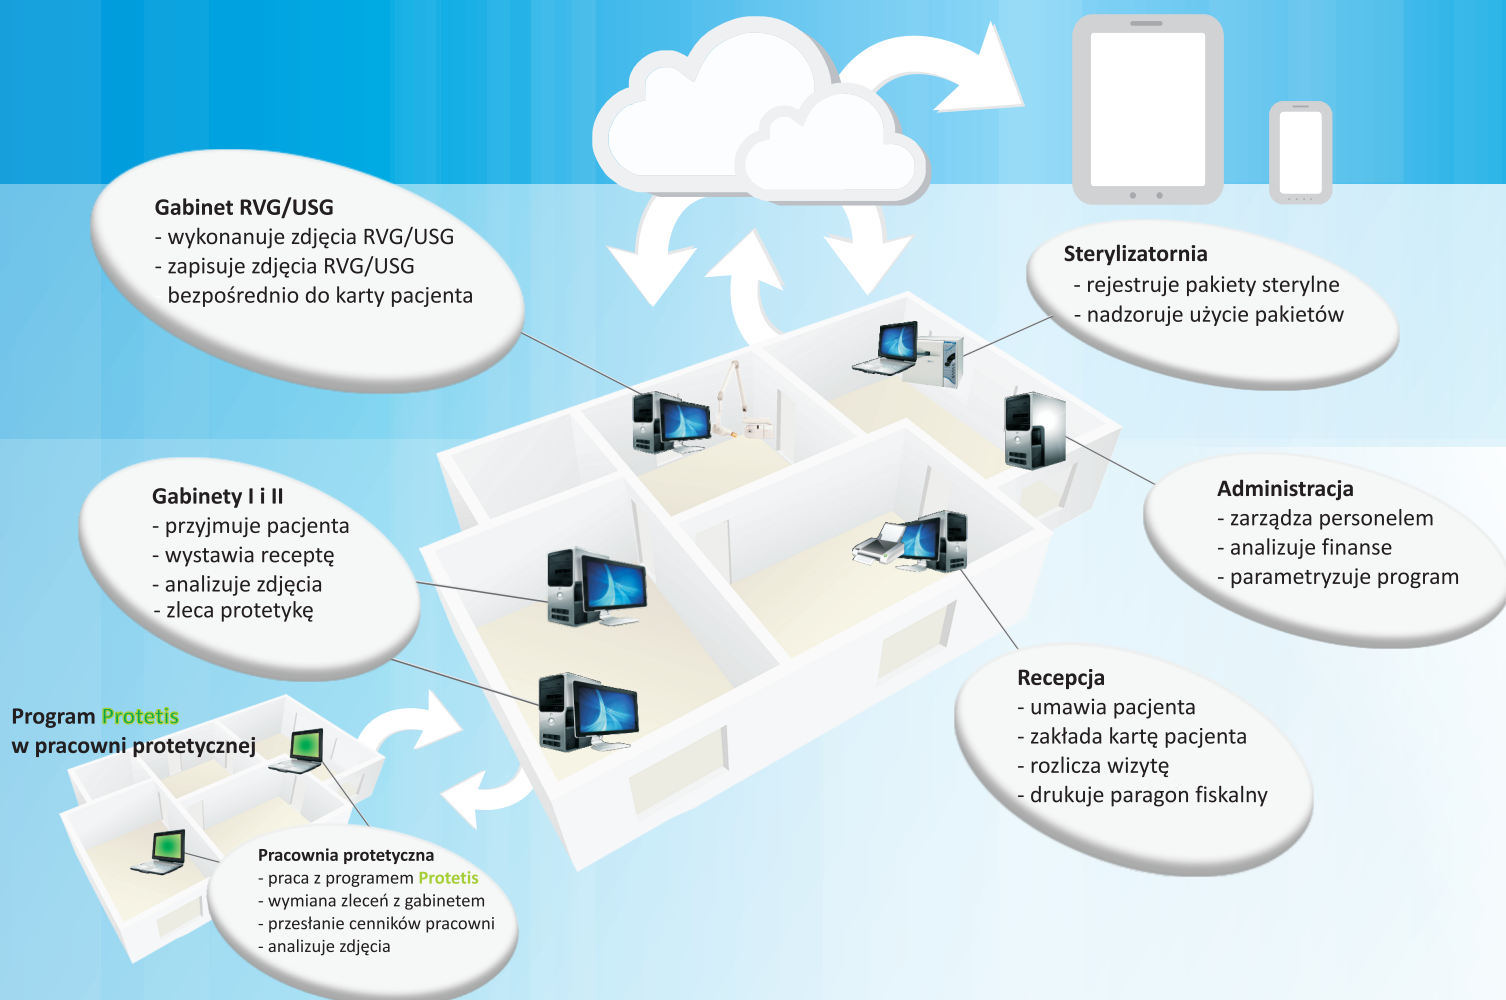 Gabinet RVG/USG
- wykonanuje zdjęcia RVG/USG
- zapisuje zdjęcia RVG/USG
bezpośrednio do karty pacjenta
Sterylizatornia
- rejestruje pakiety sterylne
- nadzoruje użycie pakietów
Gabinety I i II
- przyjmuje pacjenta
- wystawia receptę
- analizuje zdjęcia
- zleca protetykę
Administracja
- zarządza personelem
- analizuje finanse
- parametryzuje program
Recepcja
- umawia pacjenta
- zakłada kartę pacjenta
- rozlicza wizytę
- drukuje paragon fiskalny
Program Protetis
w pracowni protetycznej
Pracownia protetyczna
- praca z programem Protetis
- wymiana zleceń z gabinetem
- przesłanie cenników pracowni
- analizuje zdjęcia